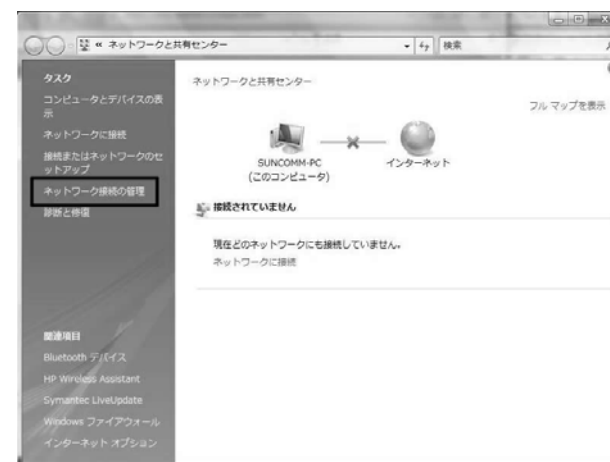 « ネットワークと共有センター
検索
タスク
コンピュータとデバイスの表
示
ネットワークに接続
接続またはネットワークのセ
ットアップ
ネットワーク接続の管理
診断と修復
関連項目
Bluetooth デバイス
HP Wireless Assistant
Symantec LiveUpdate
Windows ファイアウォール
インターネット オプション
ネットワークと共有センター
フル マップを表示
SUNCOMM-PC
(このコンピュータ)
インターネット
接続されていません
現在どのネットワークにも接続していません。
ネットワークに接続